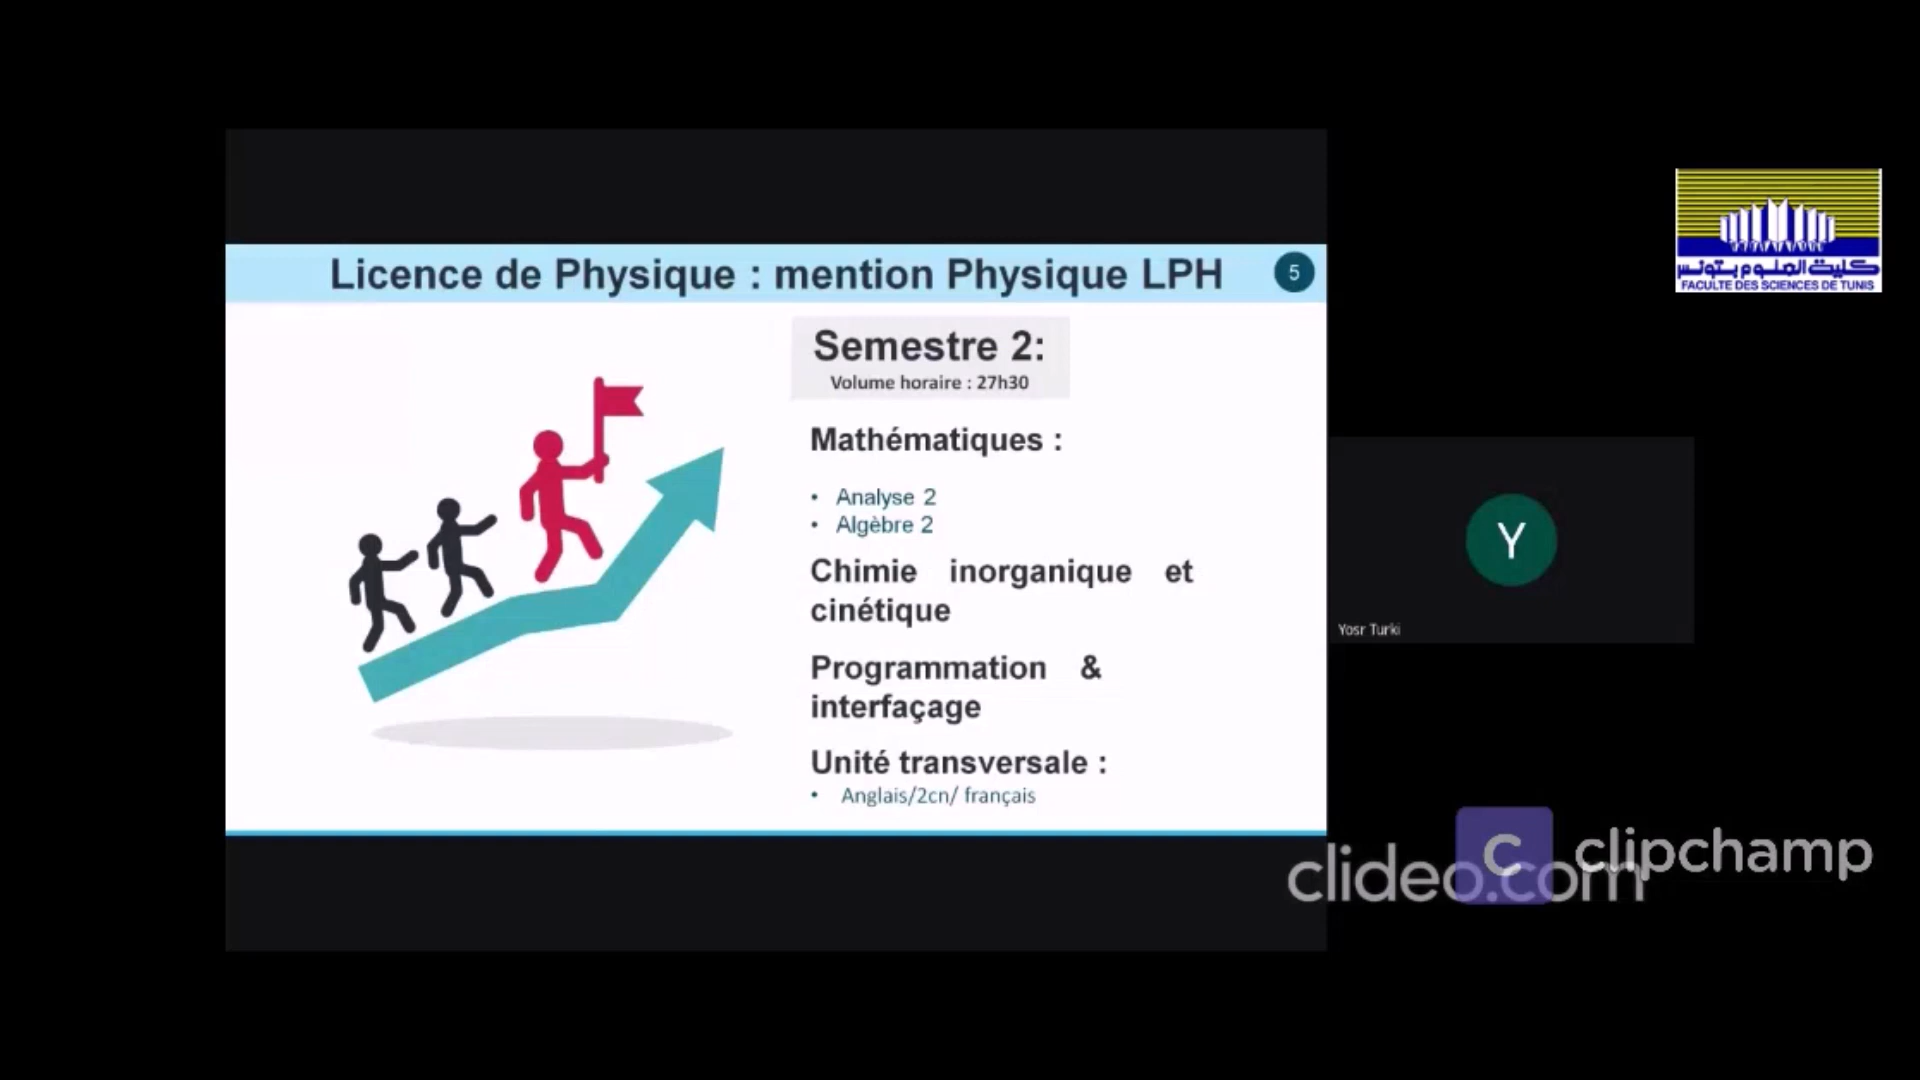 Licence de Physique : mention Physique LPH
5
Semestre 2:
Volume horaire : 27h30
Mathématiques :
• Analyse 2
• Algèbre 2
Chimie inorganique et
cinétique
Programmation &
interfaçage
Unité transversale :
• Anglais/2cn/ français
كلية العلوم بتونس
FACULTE DES SCIENCES DE TUNIS
Y
Yosr Turki
clideo.com
C clipchamp